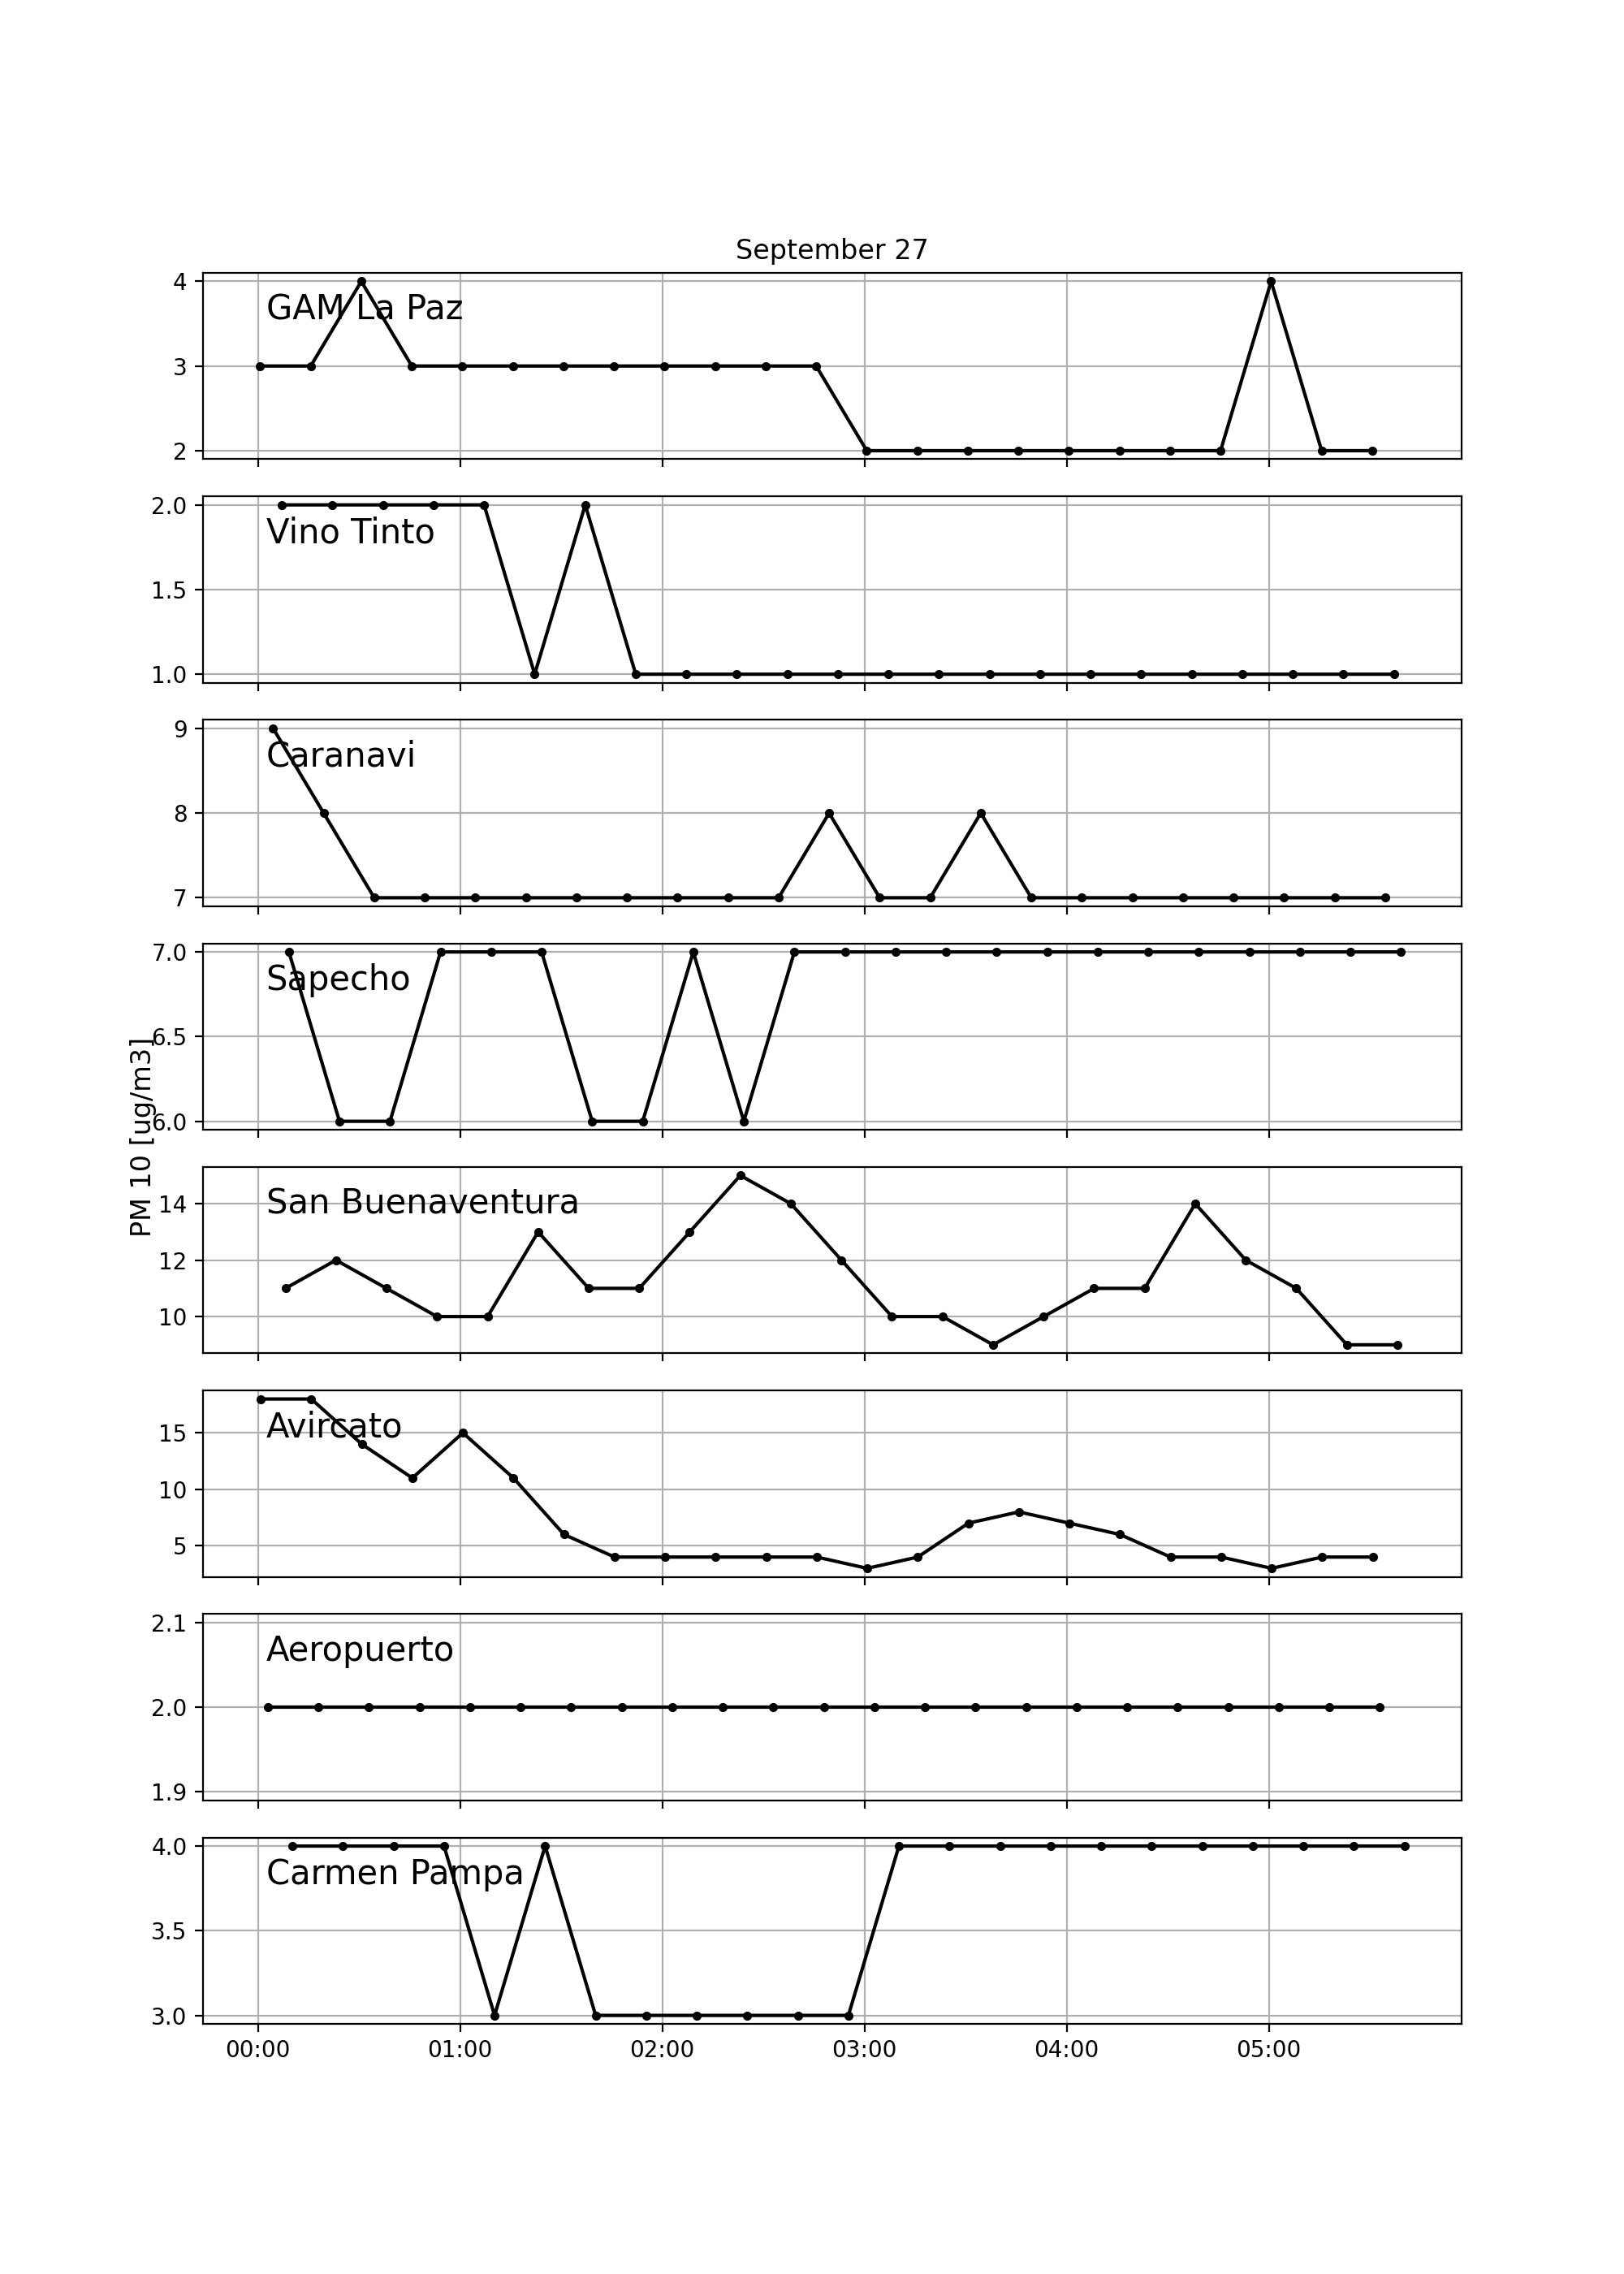 September 27
4
GAM La Paz
3
2
2.0
Vino Tinto
1.5
1.0
9
Caranavi
8
7
7.0
Sapecho
6.5
6.0
PM 10 [ug/m3]
14
San Buenaventura
12
10
15
Avircato
10
5
2.1
Aeropuerto
2.0
1.9
4.0
Carmen Pampa
3.5
3.0
00:00 01:00 02:00 03:00 04:00 05:00